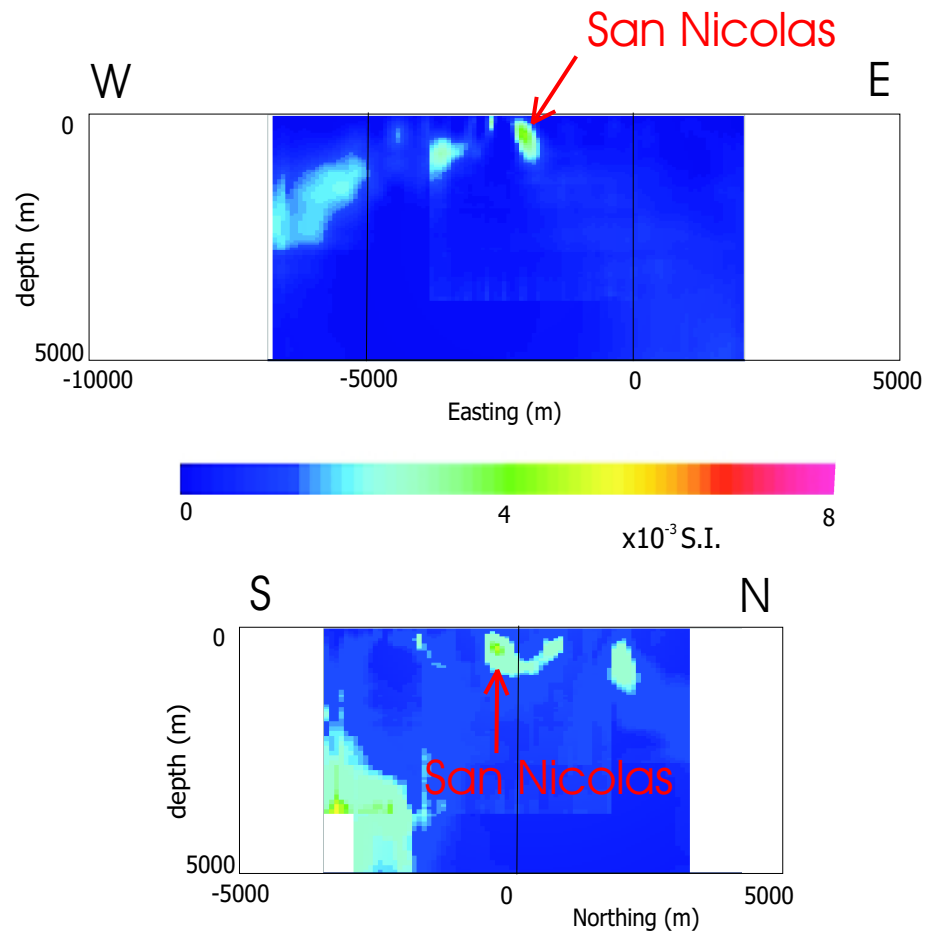 San Nicolas
W E
0
depth (m)
5000
-10000 -5000 0 5000
Easting (m)
0 4 8
x10⁻³ S.I.
S N
0
San Nicolas
depth (m)
5000
-5000 0 5000
Northing (m)